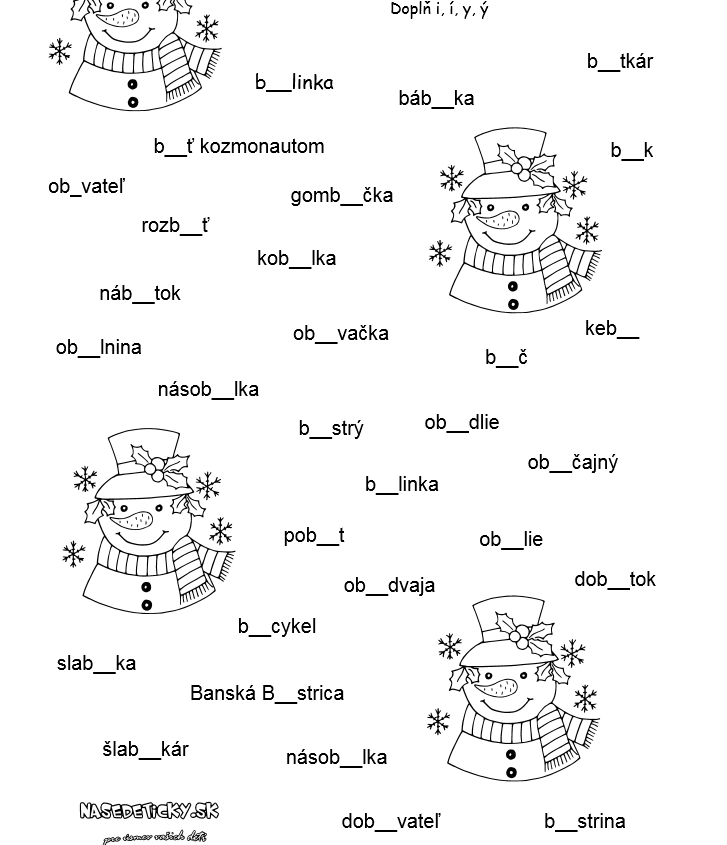 Doplň i, í, y, ý
b__tkár
b__linka
báb__ka
b__ť kozmonautom
b__k
ob_vateľ
gomb__čka
rozb__ť
kob__lka
náb__tok
keb__
ob__vačka
ob__lnina
b__č
násob__lka
ob__dlie
b__strý
ob__čajný
b__linka
pob__t
ob__lie
dob__tok
ob__dvaja
b__cykel
slab__ka
Banská B__strica
šlab__kár
násob__lka
NASEDETICKY.SK
pre úsmev vašich detí
dob__vateľ
b__strina